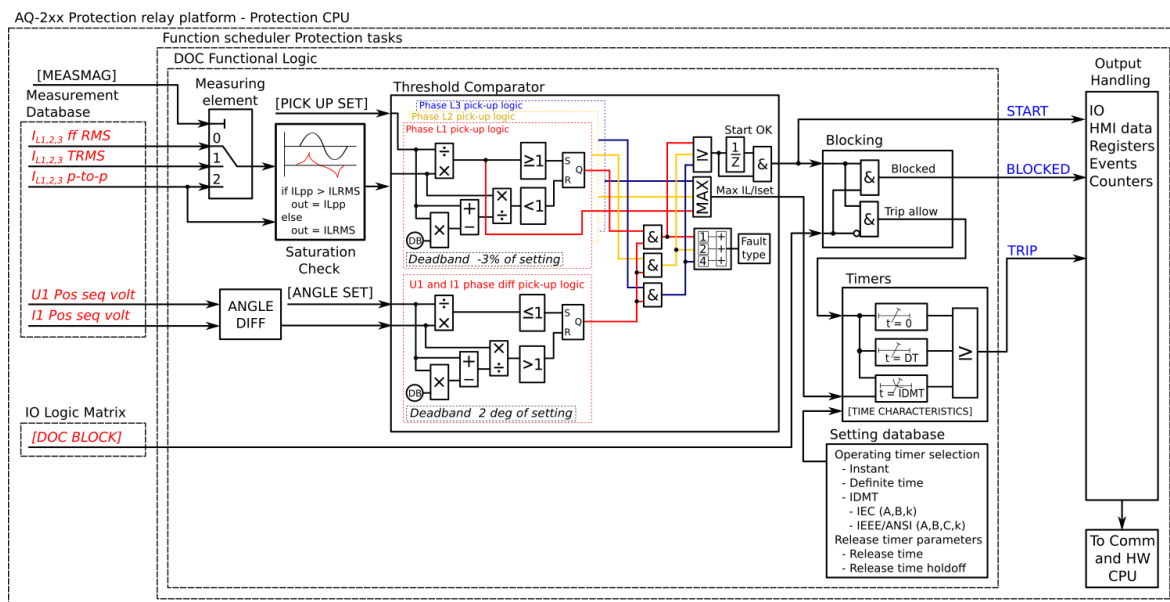 AQ-2xx Protection relay platform - Protection CPU
Function scheduler Protection tasks
DOC Functional Logic
[MEASMAG]
Measurement
Database
I L1,2,3 ff RMS
I L1,2,3 TRMS
I L1,2,3 p-to-p
Measuring
element
0
1
2
[PICK UP SET]
if ILpp > ILRMS
out = ILpp
else
out = ILRMS
Saturation
Check
Threshold Comparator
Phase L3 pick-up logic
Phase L2 pick-up logic
Phase L1 pick-up logic
÷
×
≥1
S
R
Q
×
÷
<1
+
−
DB
×
Deadband -3% of setting
U1 Pos seq volt
I1 Pos seq volt
ANGLE
DIFF
[ANGLE SET]
U1 and I1 phase diff pick-up logic
÷
×
≤1
S
R
Q
×
÷
>1
+
−
DB
×
Deadband 2 deg of setting
&
&
&
≥1
Start OK
1
Z
&
MAX
Max IL/Iset
1 +
2 +
4 +
Fault
type
Blocking
&
Blocked
&
Trip allow
START
BLOCKED
TRIP
Timers
t = 0
t = DT
t = IDMT
≥1
[TIME CHARACTERISTICS]
IO Logic Matrix
[DOC BLOCK]
Setting database
Operating timer selection
- Instant
- Definite time
- IDMT
- IEC (A,B,k)
- IEEE/ANSI (A,B,C,k)
Release timer parameters
- Release time
- Release time holdoff
Output
Handling
IO
HMI data
Registers
Events
Counters
To Comm
and HW
CPU